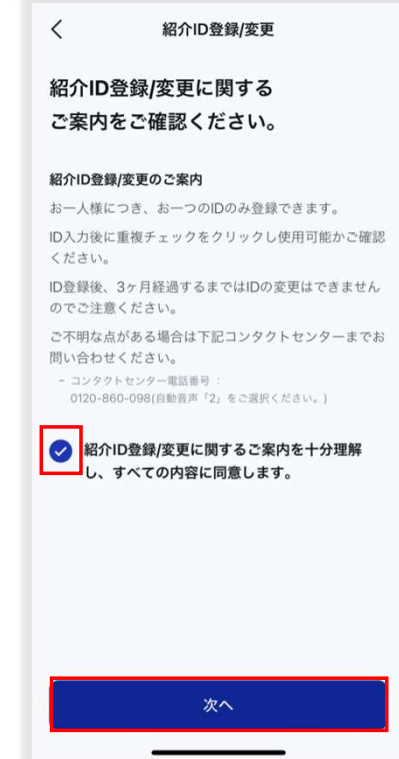 紹介ID登録/変更
紹介ID登録/変更に関する
ご案内をご確認ください。
紹介ID登録/変更のご案内
お一人様につき、お一つのIDのみ登録できます。
ID入力後に重複チェックをクリックし使用可能かご確認
ください。
ID登録後、3ヶ月経過するまではIDの変更はできません
のでご注意ください。
ご不明な点がある場合は下記コンタクトセンターまでお
問い合わせください。
- コンタクトセンター電話番号 :
0120-860-098(自動音声「2」をご選択ください。)
紹介ID登録/変更に関するご案内を十分理解
し、すべての内容に同意します。
次へ